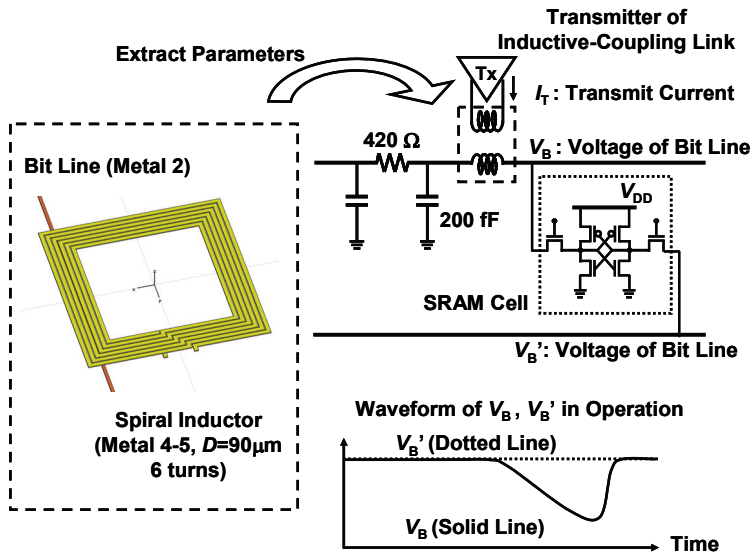 Transmitter of
Inductive-Coupling Link
Extract Parameters
Tx
I_T : Transmit Current
420 Ω
V_B : Voltage of Bit Line
Bit Line (Metal 2)
V_DD
200 fF
SRAM Cell
V_B': Voltage of Bit Line
Spiral Inductor
(Metal 4-5, D=90μm
6 turns)
Waveform of V_B, V_B' in Operation
V_B' (Dotted Line)
V_B (Solid Line)
Time